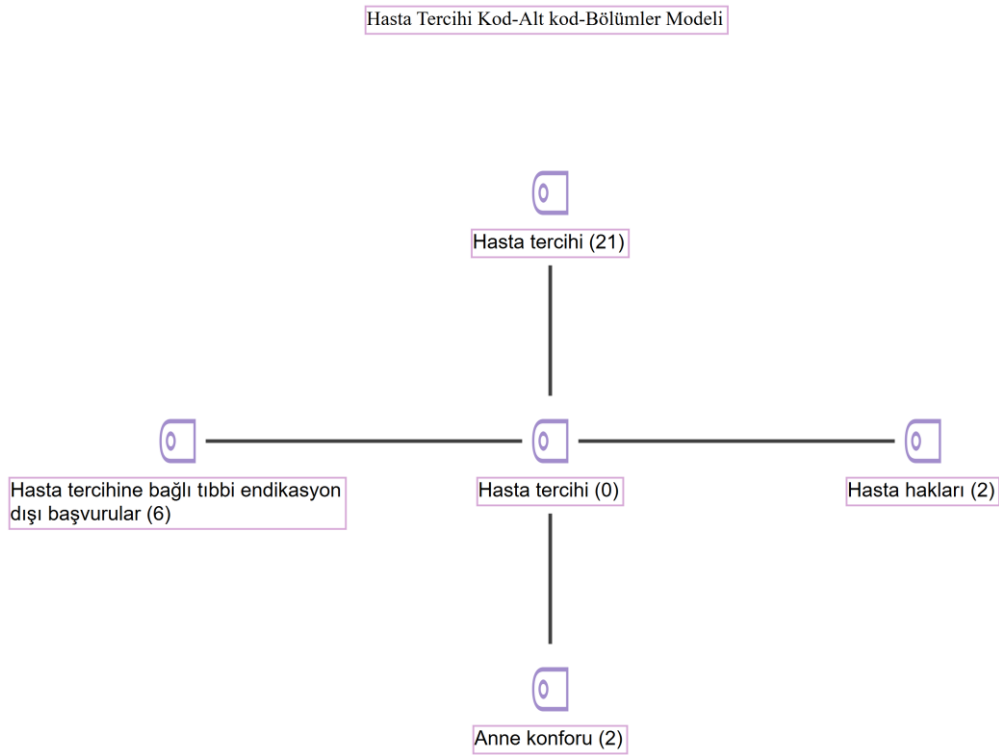 Hasta Tercihi Kod-Alt kod-Bölümler Modeli
Hasta tercihi (21)
Hasta tercihine bağlı tıbbi endikasyon
dışı başvurular (6)
Hasta tercihi (0)
Hasta hakları (2)
Anne konforu (2)